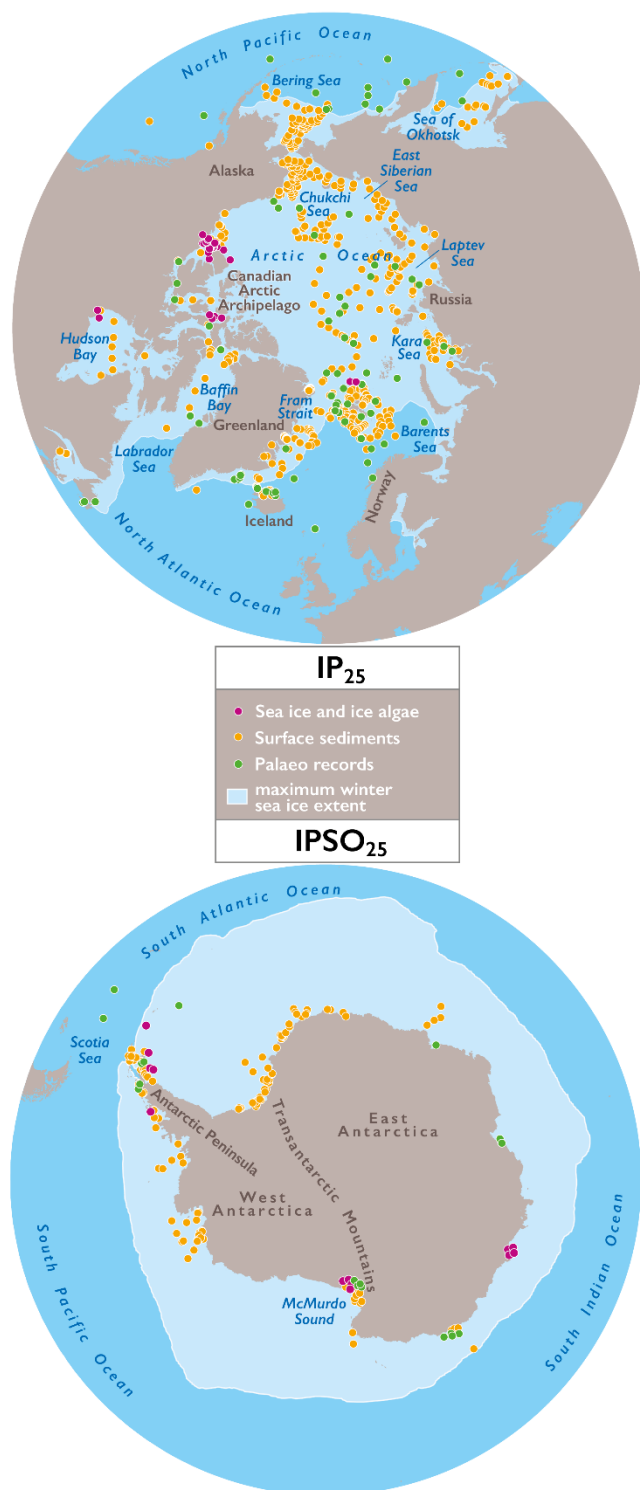 North Pacific Ocean
Bering Sea
Sea of
Okhotsk
Alaska
East
Siberian
Sea
Chukchi
Sea
Arctic Ocean
Laptev
Sea
Canadian
Arctic
Archipelago
Russia
Hudson
Bay
Kara
Sea
Baffin
Bay
Fram
Strait
Greenland
Barents
Sea
Labrador
Sea
Norway
Iceland
North Atlantic Ocean
IP₂₅
Sea ice and ice algae
Surface sediments
Palaeo records
maximum winter
sea ice extent
IPSO₂₅
South Atlantic Ocean
Scotia
Sea
Antarctic Peninsula
Transantarctic Mountains
East
Antarctica
West
Antarctica
McMurdo
Sound
South Pacific Ocean
South Indian Ocean